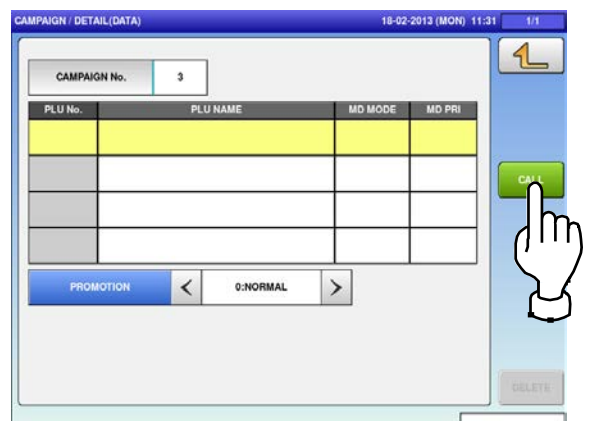 CAMPAIGN / DETAIL(DATA) 18-02-2013 (MON) 11:31 1/1
CAMPAIGN No. 3
PLU No. PLU NAME MD MODE MD PRI
CALL
PROMOTION < 0:NORMAL >
DELETE